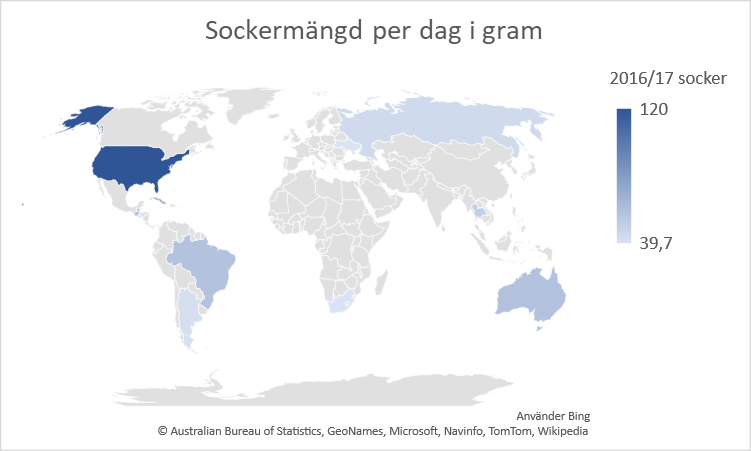 Sockermängd per dag i gram
2016/17 socker
120
39,7
Använder Bing
© Australian Bureau of Statistics, GeoNames, Microsoft, Navinfo, TomTom, Wikipedia